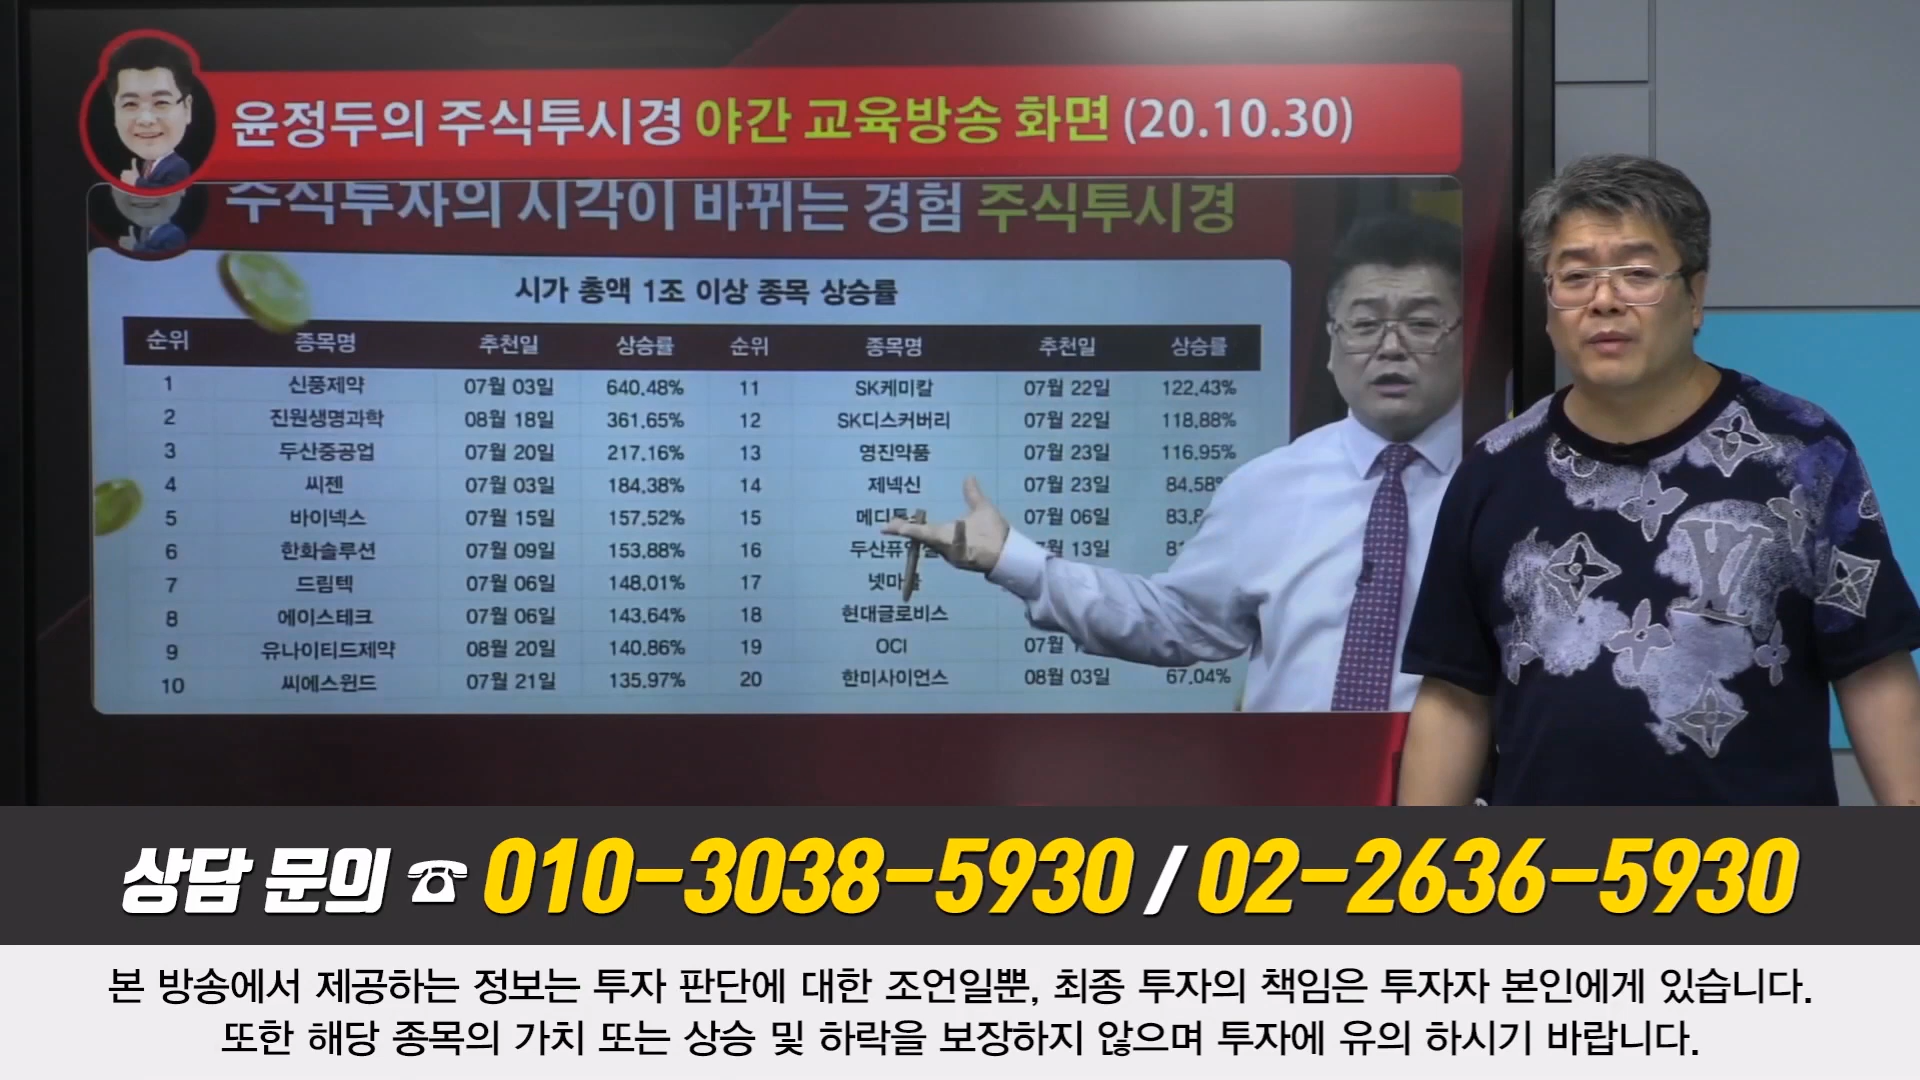 윤정두의 주식투시경 야간 교육방송 화면 (20.10.30)
주식투자의 시각이 바뀌는 경험 주식투시경
시가 총액 1조 이상 종목 상승률
순위 종목명 추천일 상승률 순위 종목명 추천일 상승률
1 신풍제약 07월 03일 640.48% 11 SK케미칼 07월 22일 122.43%
2 진원생명과학 08월 18일 361.65% 12 SK디스커버리 07월 22일 118.88%
3 두산중공업 07월 20일 217.16% 13 명진약품 07월 23일 116.95%
4 씨젠 07월 03일 184.38% 14 제넥신 07월 23일 84.58%
5 바이넥스 07월 15일 157.52% 15 07월 06일
6 한화솔루션 07월 09일 153.88% 16 13일
7 드림텍 07월 06일 148.01% 17
8 에이스테크 07월 06일 143.64% 18 현대글로비스
9 유나이티드제약 08월 20일 140.86% 19 OCI 07월
10 씨에스윈드 07월 21일 135.97% 20 한미사이언스 08월 03일 67.04%
LV
상담 문의 ☎ 010-3038-5930 / 02-2636-5930
본 방송에서 제공하는 정보는 투자 판단에 대한 조언일뿐, 최종 투자의 책임은 투자자 본인에게 있습니다.
또한 해당 종목의 가치 또는 상승 및 하락을 보장하지 않으며 투자에 유의 하시기 바랍니다.